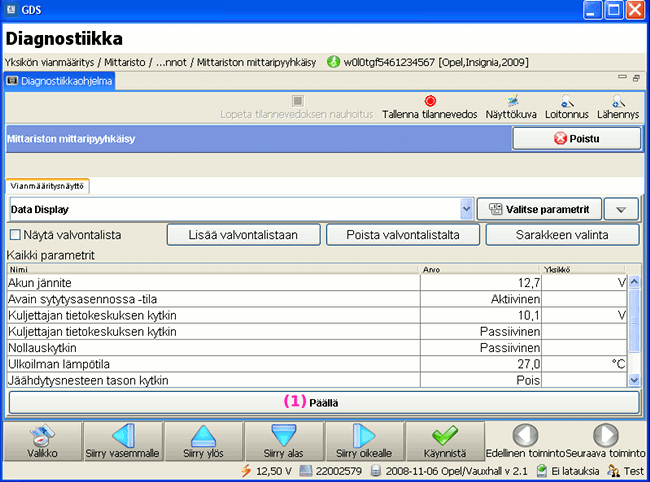 GDS
Diagnostiikka
Yksikön vianmääritys / Mittaristo / ...nnot / Mittariston mittaripyyhkäisy w0l0tgf5461234567 [Opel,Insignia,2009]
Diagnostiikkaohjelma
Lopeta tilannevedoksen nauhoitus Tallenna tilannevedos Näyttökuva Loitonnus Lähennys
Mittariston mittaripyyhkäisy Poistu
Vianmääritysnäyttö
Data Display Valitse parametrit
Näytä valvontalista Lisää valvontalistaan Poista valvontalistalta Sarakkeen valinta
Kaikki parametrit
Nimi Arvo Yksikkö
Akun jännite 12,7 V
Avain sytytysasennossa -tila Aktiivinen
Kuljettajan tietokeskuksen kytkin 10,1 V
Kuljettajan tietokeskuksen kytkin Passiivinen
Nollauskytkin Passiivinen
Ulkoilman lämpötila 27,0 °C
Jäähdytysnesteen tason kytkin Pois
(1) Päällä
Valikko Siirry vasemmalle Siirry ylös Siirry alas Siirry oikealle Käynnistä Edellinen toiminto Seuraava toiminto
12,50 V 22002579 2008-11-06 Opel/Vauxhall v 2.1 Ei latauksia Test